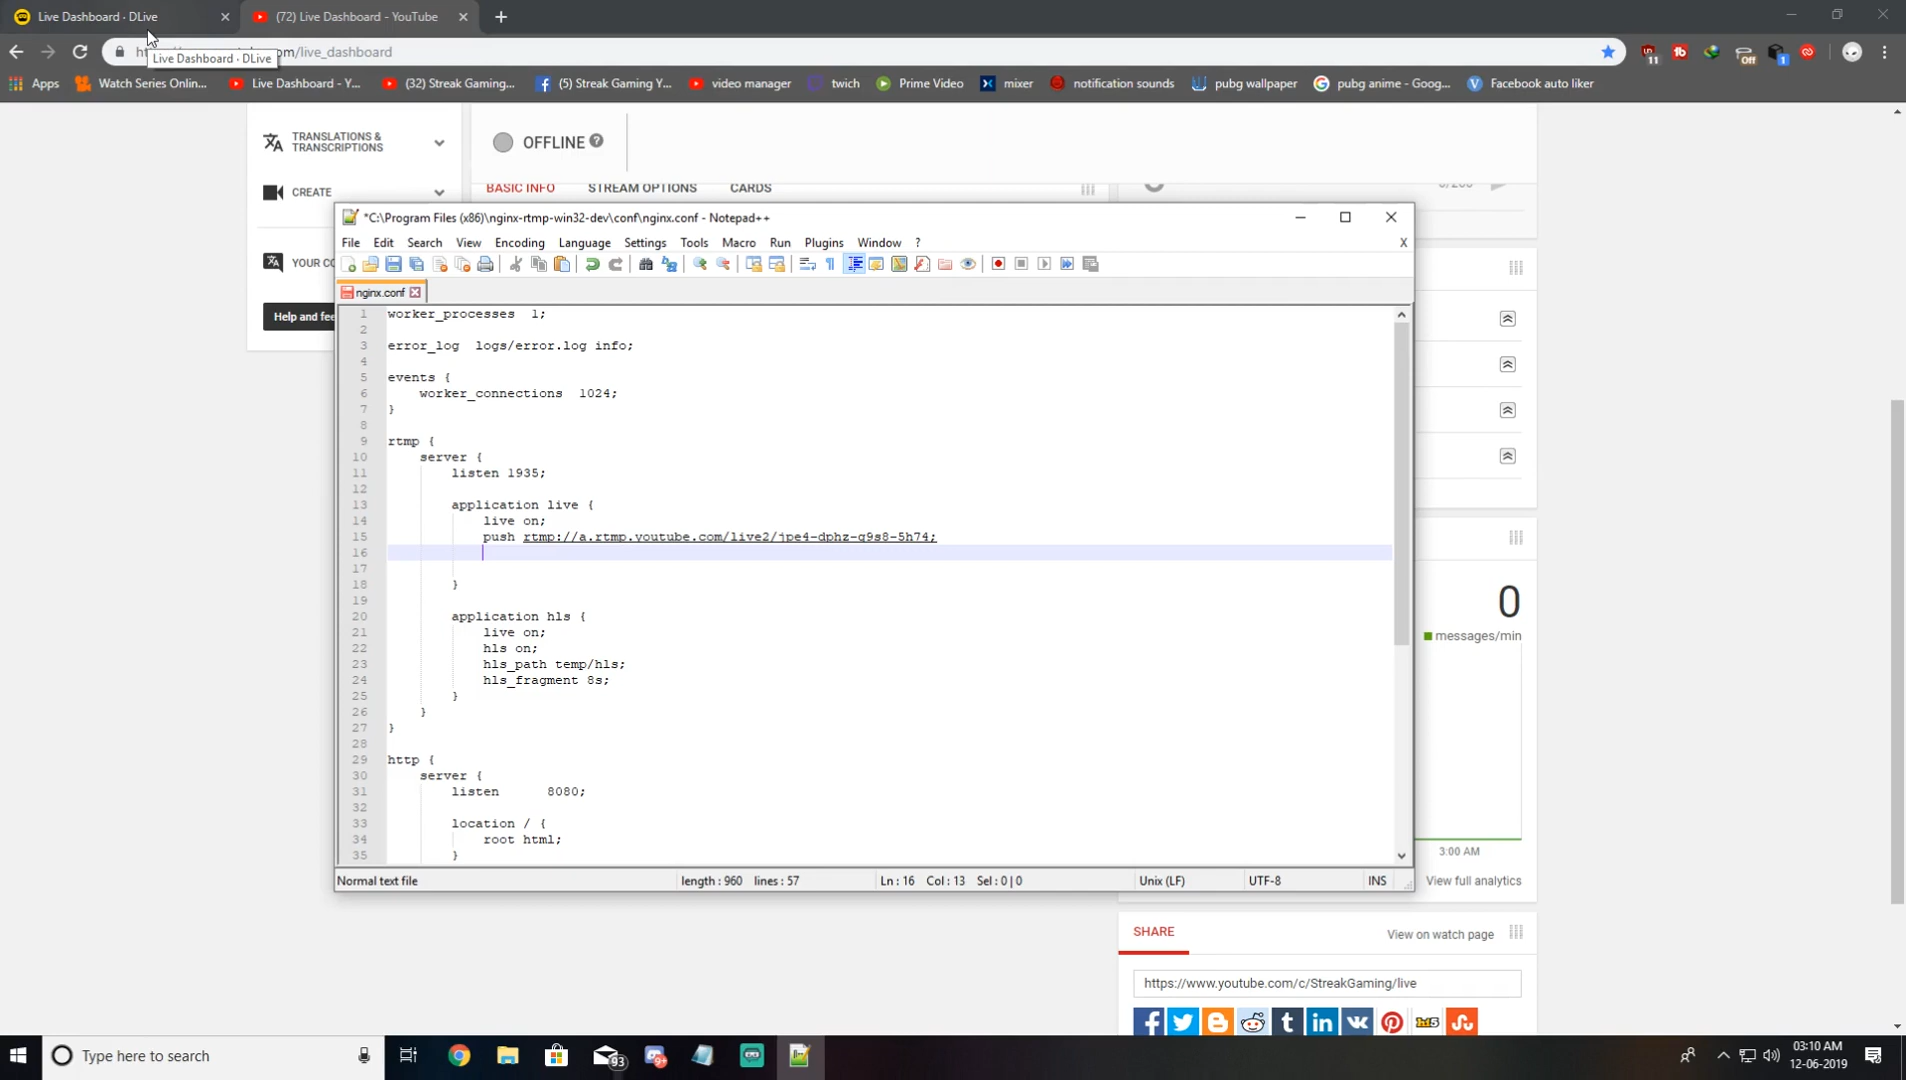 Live Dashboard · DLive
(72) Live Dashboard - YouTube
om/live_dashboard
Live Dashboard · DLive
Apps
Watch Series Online...
Live Dashboard - Y...
(32) Streak Gaming...
(5) Streak Gaming Y...
video manager
twich
Prime Video
mixer
notification sounds
pubg wallpaper
pubg anime - Goog...
Facebook auto liker
11
Off
1
TRANSLATIONS &
TRANSCRIPTIONS
OFFLINE
CREATE
BASIC INFO
STREAM OPTIONS
CARDS
YOUR CO
Help and fee
*C:\Program Files (x86)\nginx-rtmp-win32-dev\conf\nginx.conf - Notepad++
File Edit Search View Encoding Language Settings Tools Macro Run Plugins Window ? X
nginx.conf
1 worker_processes  1;
2
3 error_log  logs/error.log info;
4
5 events {
6     worker_connections  1024;
7 }
8
9 rtmp {
10     server {
11         listen 1935;
12
13         application live {
14             live on;
15             push rtmp://a.rtmp.youtube.com/live2/jpe4-dphz-g9s8-5h74;
16
17
18         }
19
20         application hls {
21             live on;
22             hls on;
23             hls_path temp/hls;
24             hls_fragment 8s;
25         }
26     }
27 }
28
29 http {
30     server {
31         listen      8080;
32
33         location / {
34             root html;
35         }
Normal text file
length : 960 lines : 57
Ln : 16 Col : 13 Sel : 0 | 0
Unix (LF)
UTF-8
INS
0
messages/min
3:00 AM
View full analytics
SHARE
View on watch page
https://www.youtube.com/c/StreakGaming/live
Type here to search
93
9+
03:10 AM
12-06-2019